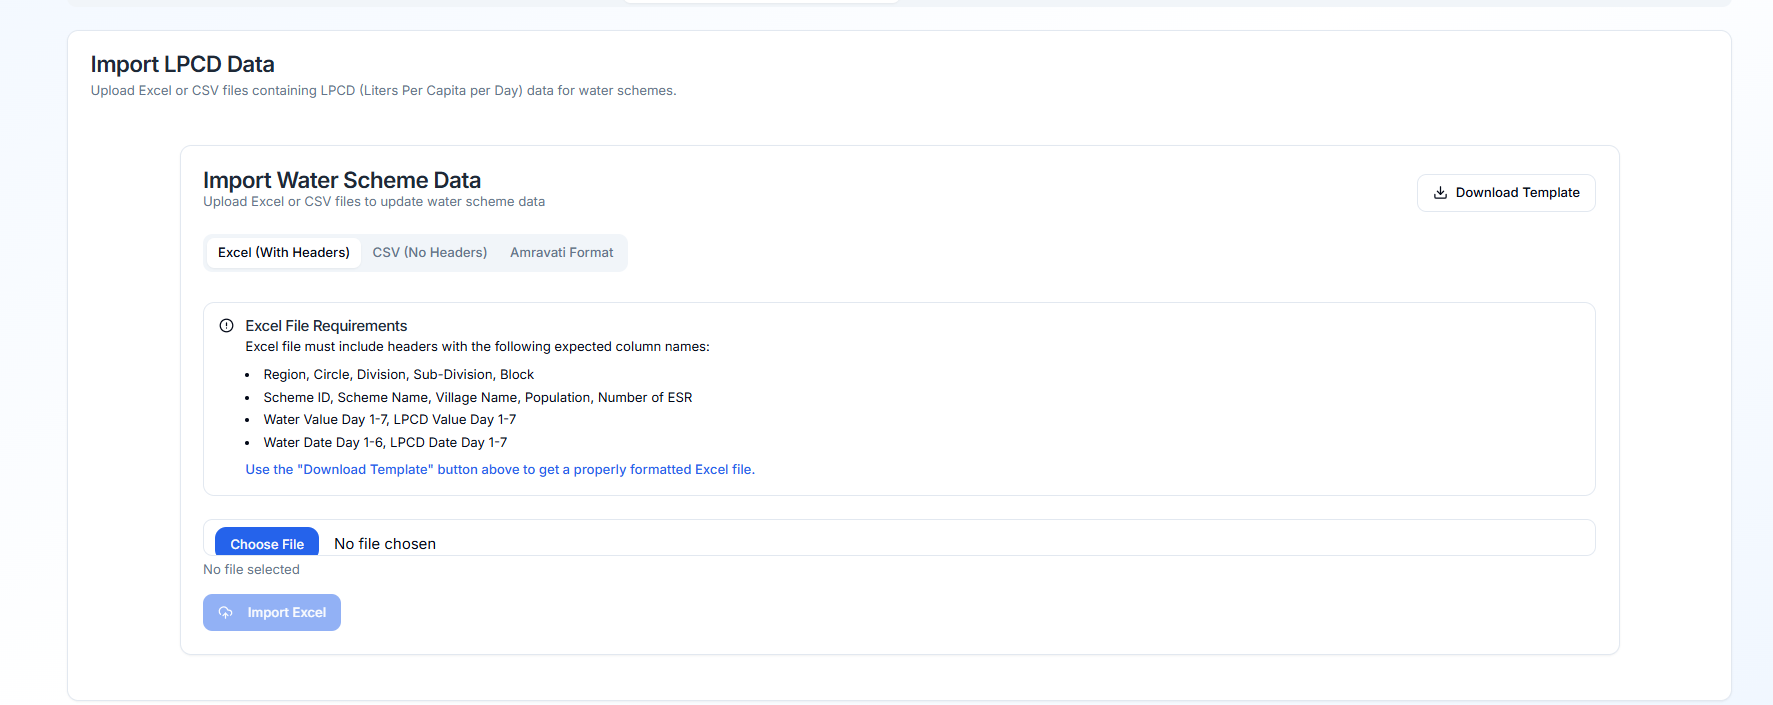 Import LPCD Data
Upload Excel or CSV files containing LPCD (Liters Per Capita per Day) data for water schemes.
Import Water Scheme Data
Upload Excel or CSV files to update water scheme data
Download Template
Excel (With Headers) CSV (No Headers) Amravati Format
Excel File Requirements
Excel file must include headers with the following expected column names:
• Region, Circle, Division, Sub-Division, Block
• Scheme ID, Scheme Name, Village Name, Population, Number of ESR
• Water Value Day 1-7, LPCD Value Day 1-7
• Water Date Day 1-6, LPCD Date Day 1-7
Use the "Download Template" button above to get a properly formatted Excel file.
Choose File No file chosen
No file selected
Import Excel